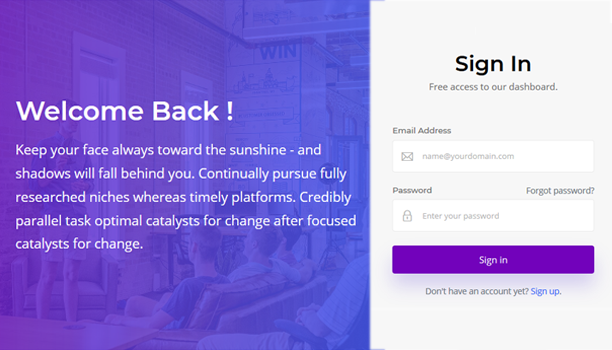 WIN
Welcome Back !
Keep your face always toward the sunshine - and
shadows will fall behind you. Continually pursue fully
researched niches whereas timely platforms. Credibly
parallel task optimal catalysts for change after focused
catalysts for change.
Sign In
Free access to our dashboard.
Email Address
name@yourdomain.com
Password Forgot password?
Enter your password
Sign in
Don't have an account yet? Sign up.